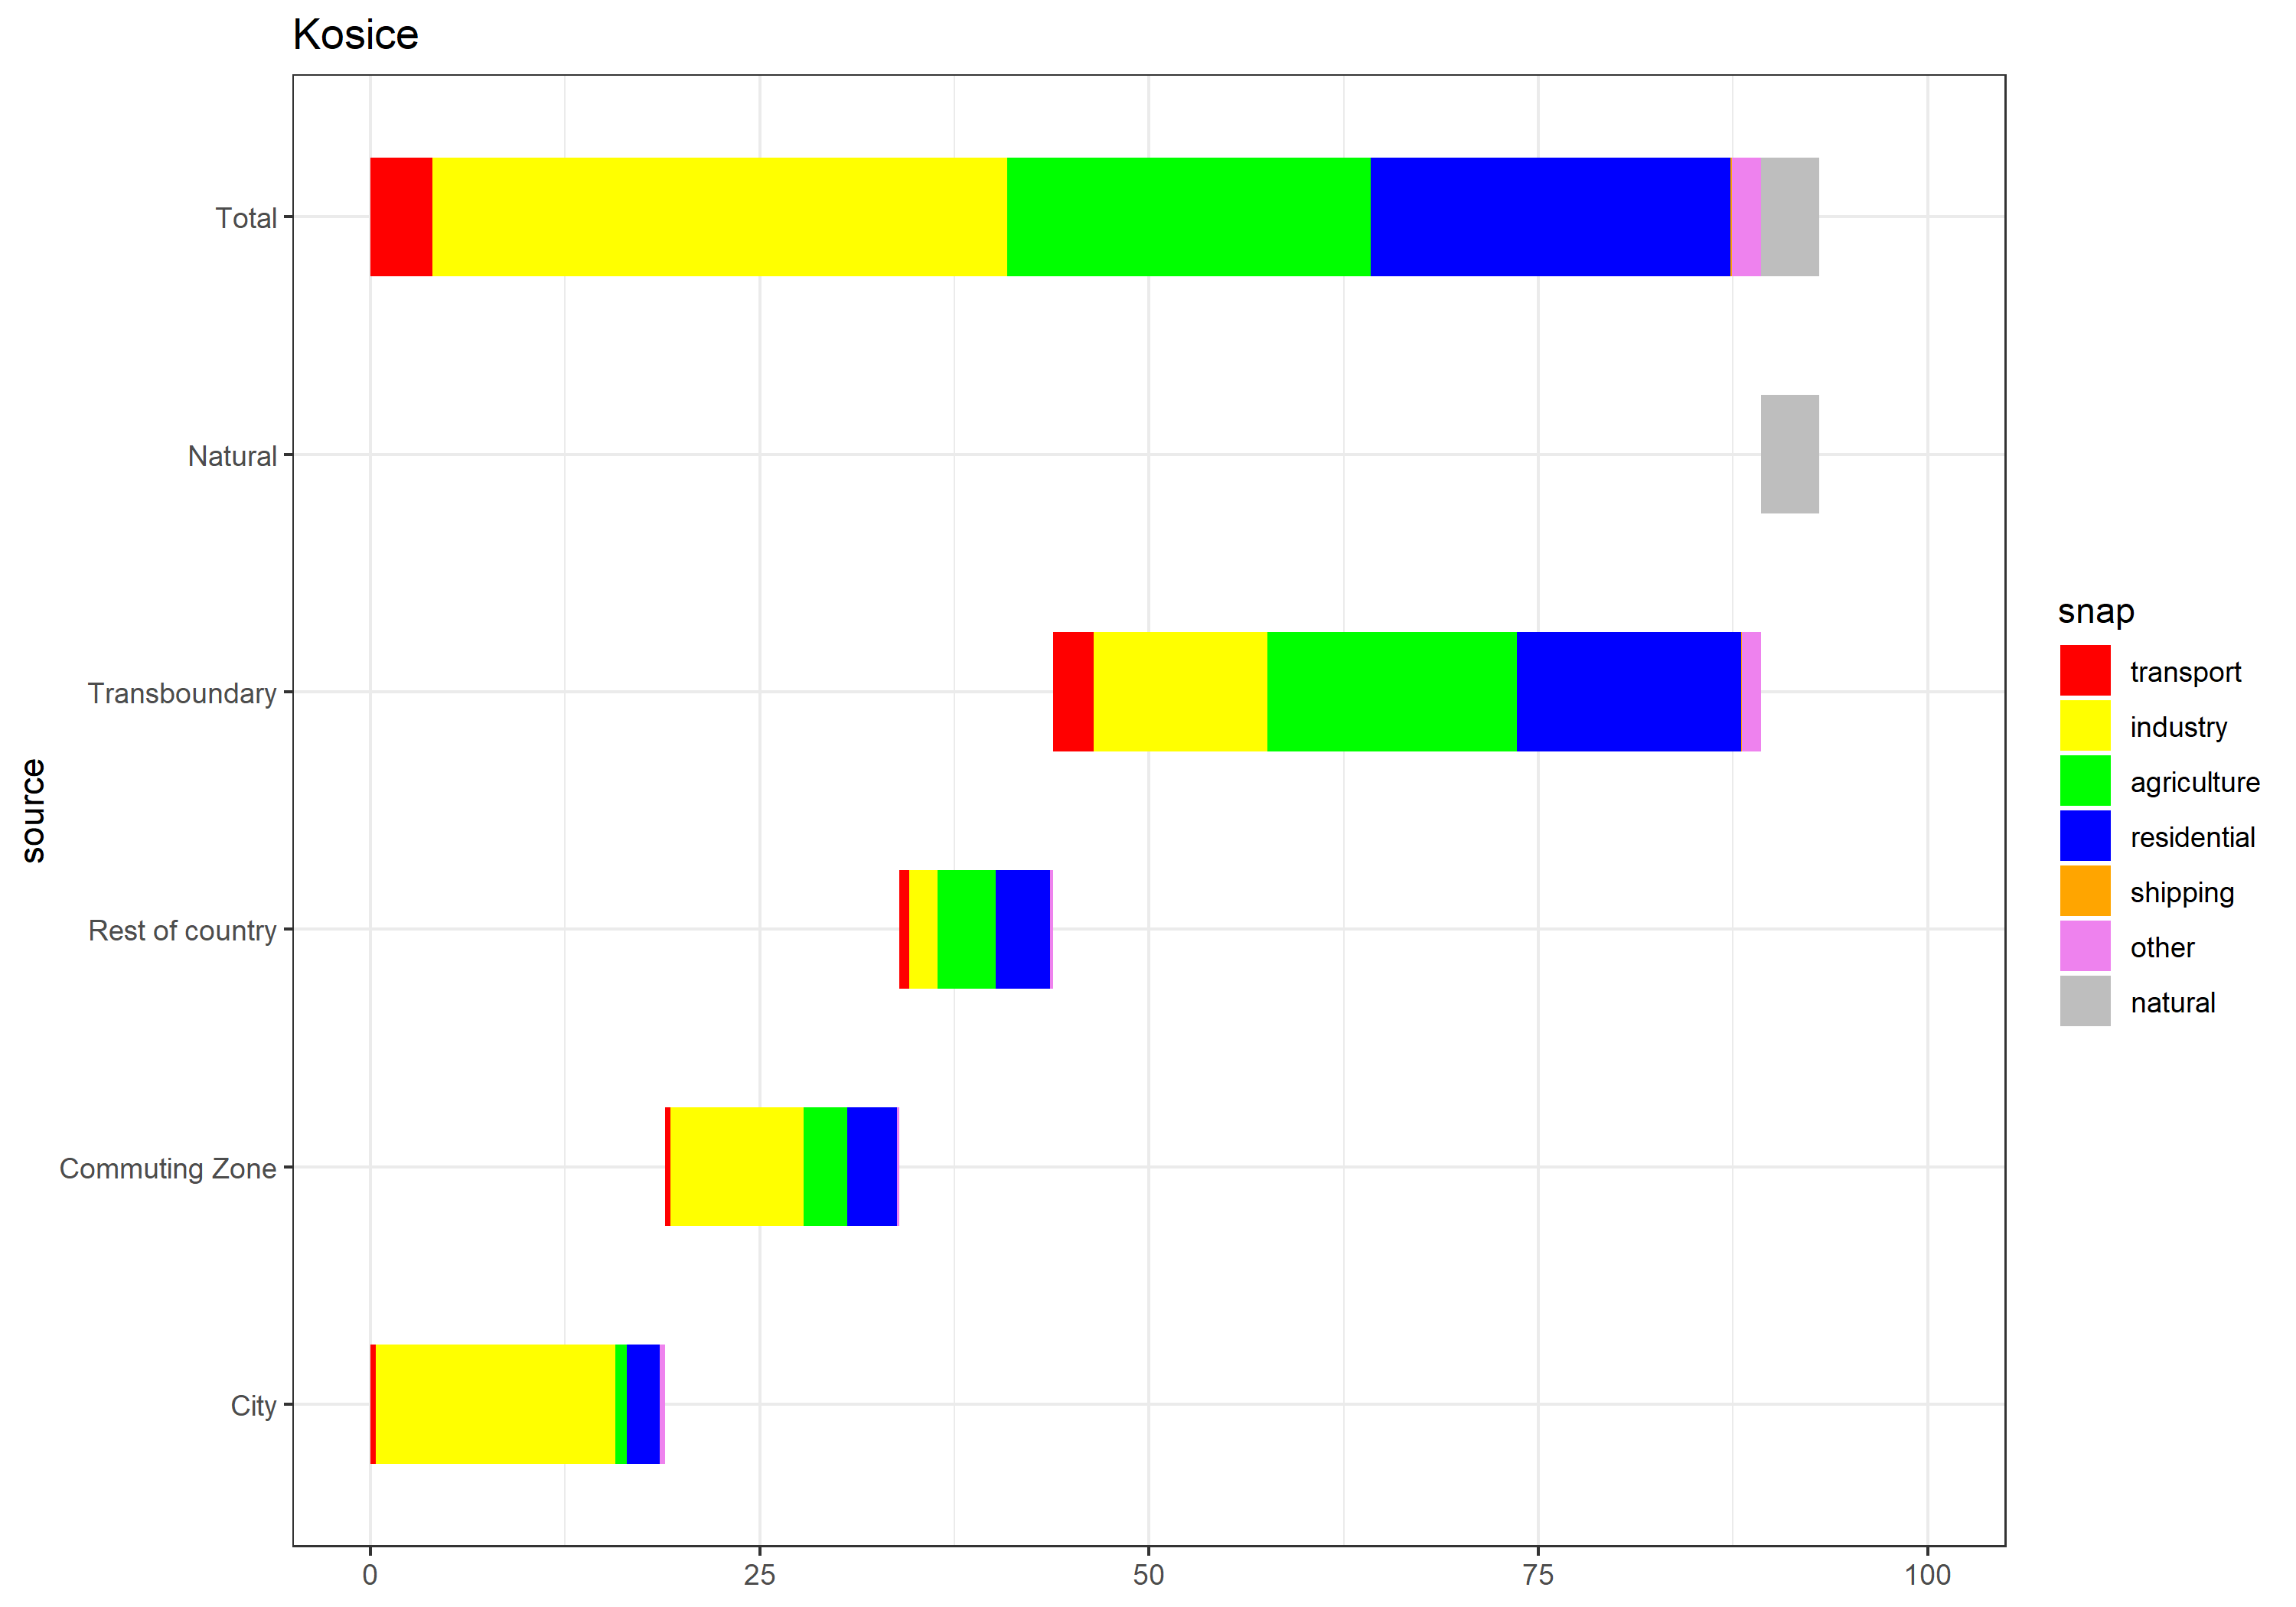 Kosice
Total
Natural
Transboundary
Rest of country
Commuting Zone
City
source
0 25 50 75 100
snap
transport
industry
agriculture
residential
shipping
other
natural